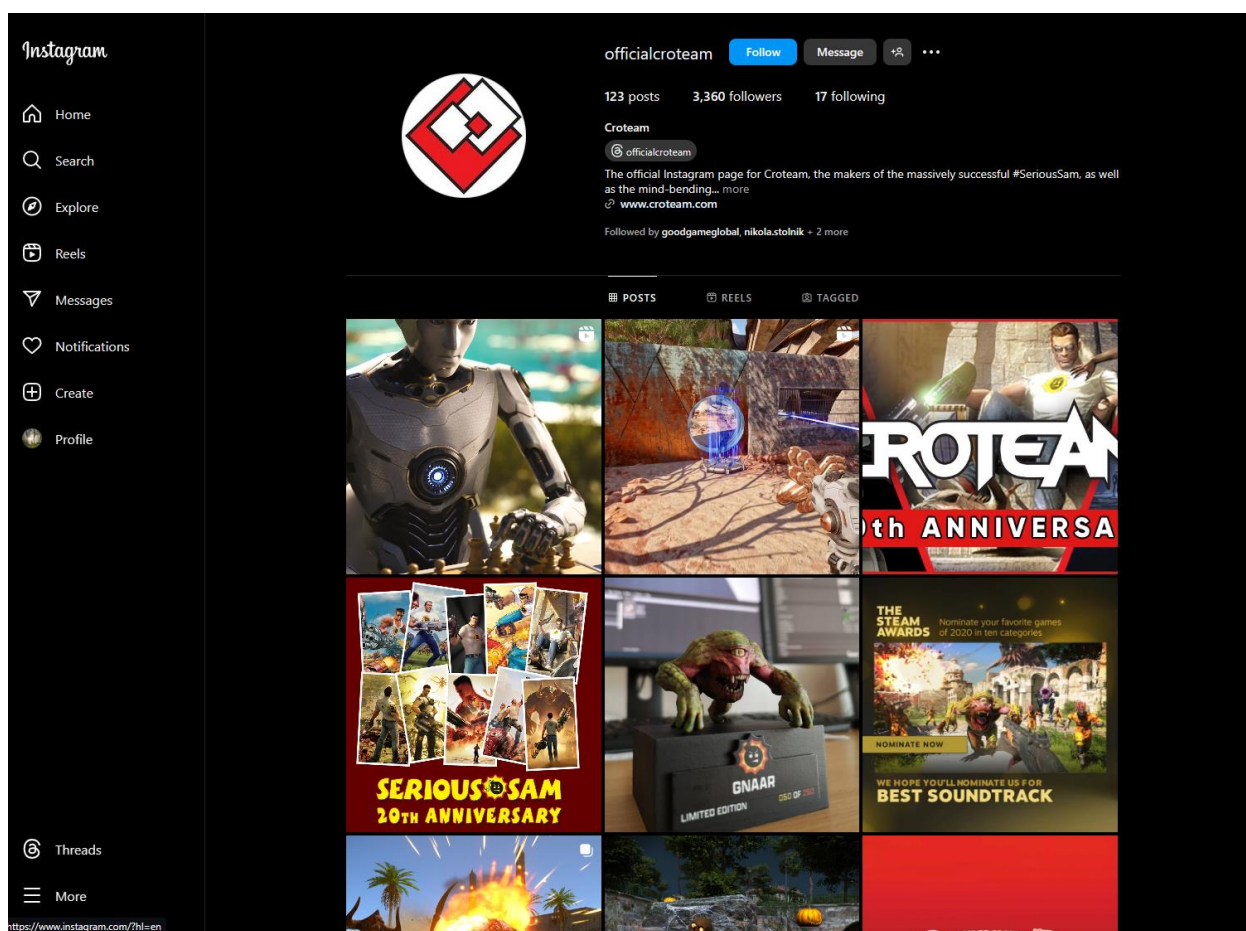 Instagram
Home
Search
Explore
Reels
Messages
Notifications
Create
Profile
Threads
More
https://www.instagram.com/?hl=en
officialcroteam
Follow
Message
123 posts 3,360 followers 17 following
Croteam
officialcroteam
The official Instagram page for Croteam, the makers of the massively successful #SeriousSam, as well
as the mind-bending... more
www.croteam.com
Followed by goodgameglobal, nikola.stolnik + 2 more
POSTS REELS TAGGED
CROTEAM
0th ANNIVERSA
SERIOUS SAM
20TH ANNIVERSARY
GNAAR
LIMITED EDITION 050 OF 250
THE
STEAM
AWARDS
Nominate your favorite games
of 2020 in ten categories
NOMINATE NOW
WE HOPE YOU'LL NOMINATE US FOR
BEST SOUNDTRACK